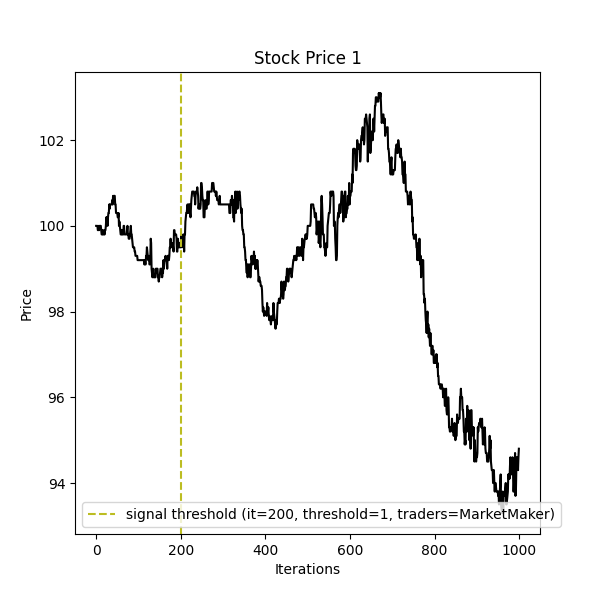 Stock Price 1
Price
102
100
98
96
94
signal threshold (it=200, threshold=1, traders=MarketMaker)
0 200 400 600 800 1000
Iterations